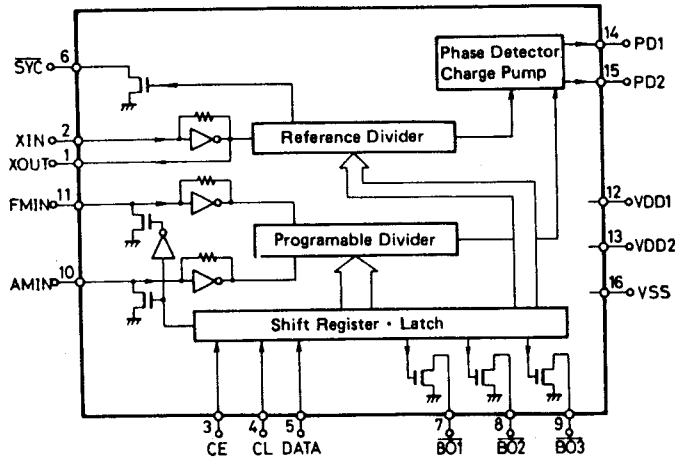 14
PD1
6
Phase Detector
Charge Pump
SYC
15
PD2
2
XIN
Reference Divider
1
XOUT
11
FMIN
12
VDD1
Programable Divider
13
VDD2
10
AMIN
16
VSS
Shift Register · Latch
3
4
5
7
8
9
CE
CL
DATA
BO1
BO2
BO3